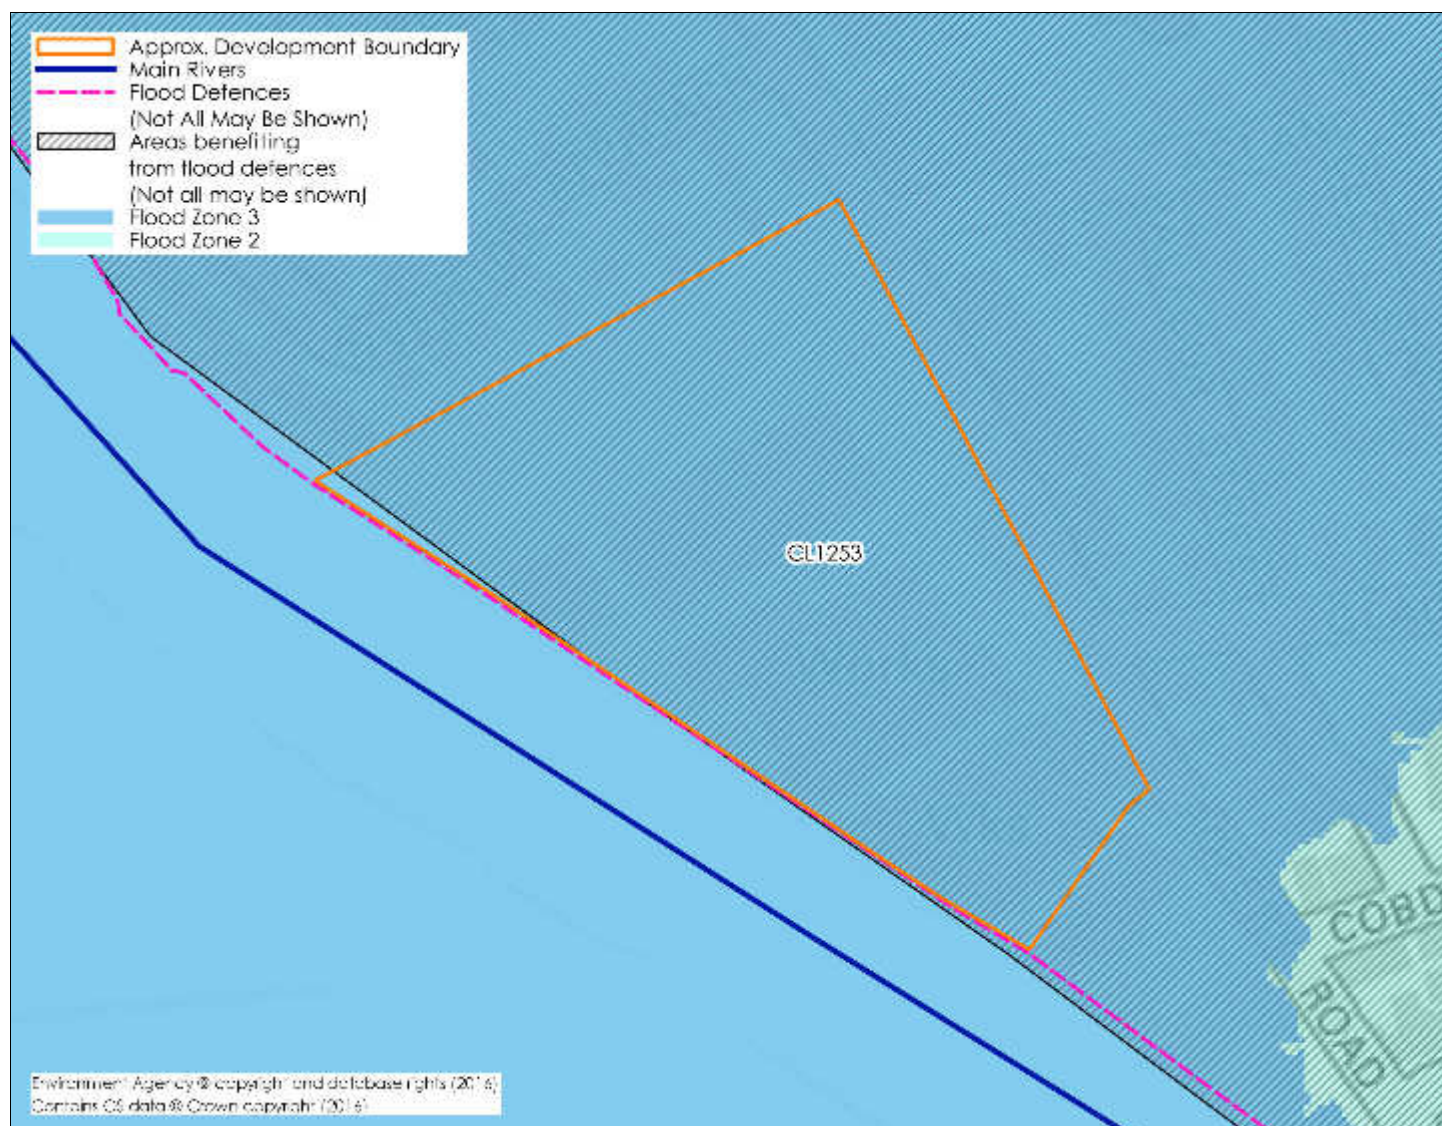 Approx. Development Boundary
Main Rivers
Flood Defences
(Not All May Be Shown)
Areas benefiting
from flood defences
(Not all may be shown)
Flood Zone 3
Flood Zone 2
CL1253
COBD
ROAD
Environment Agency © copyright and database rights (2016)
Contains OS data © Crown copyright (2016)